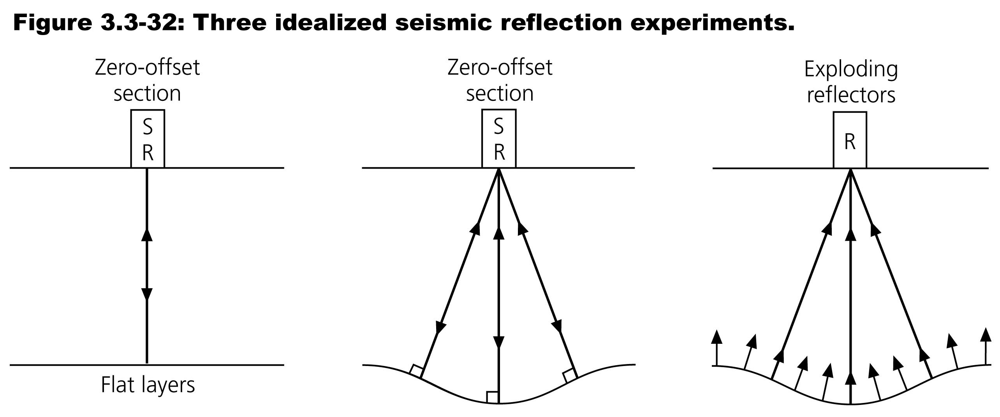 Figure 3.3-32: Three idealized seismic reflection experiments.
Zero-offset
section
S
R
Flat layers
Zero-offset
section
S
R
Exploding
reflectors
R